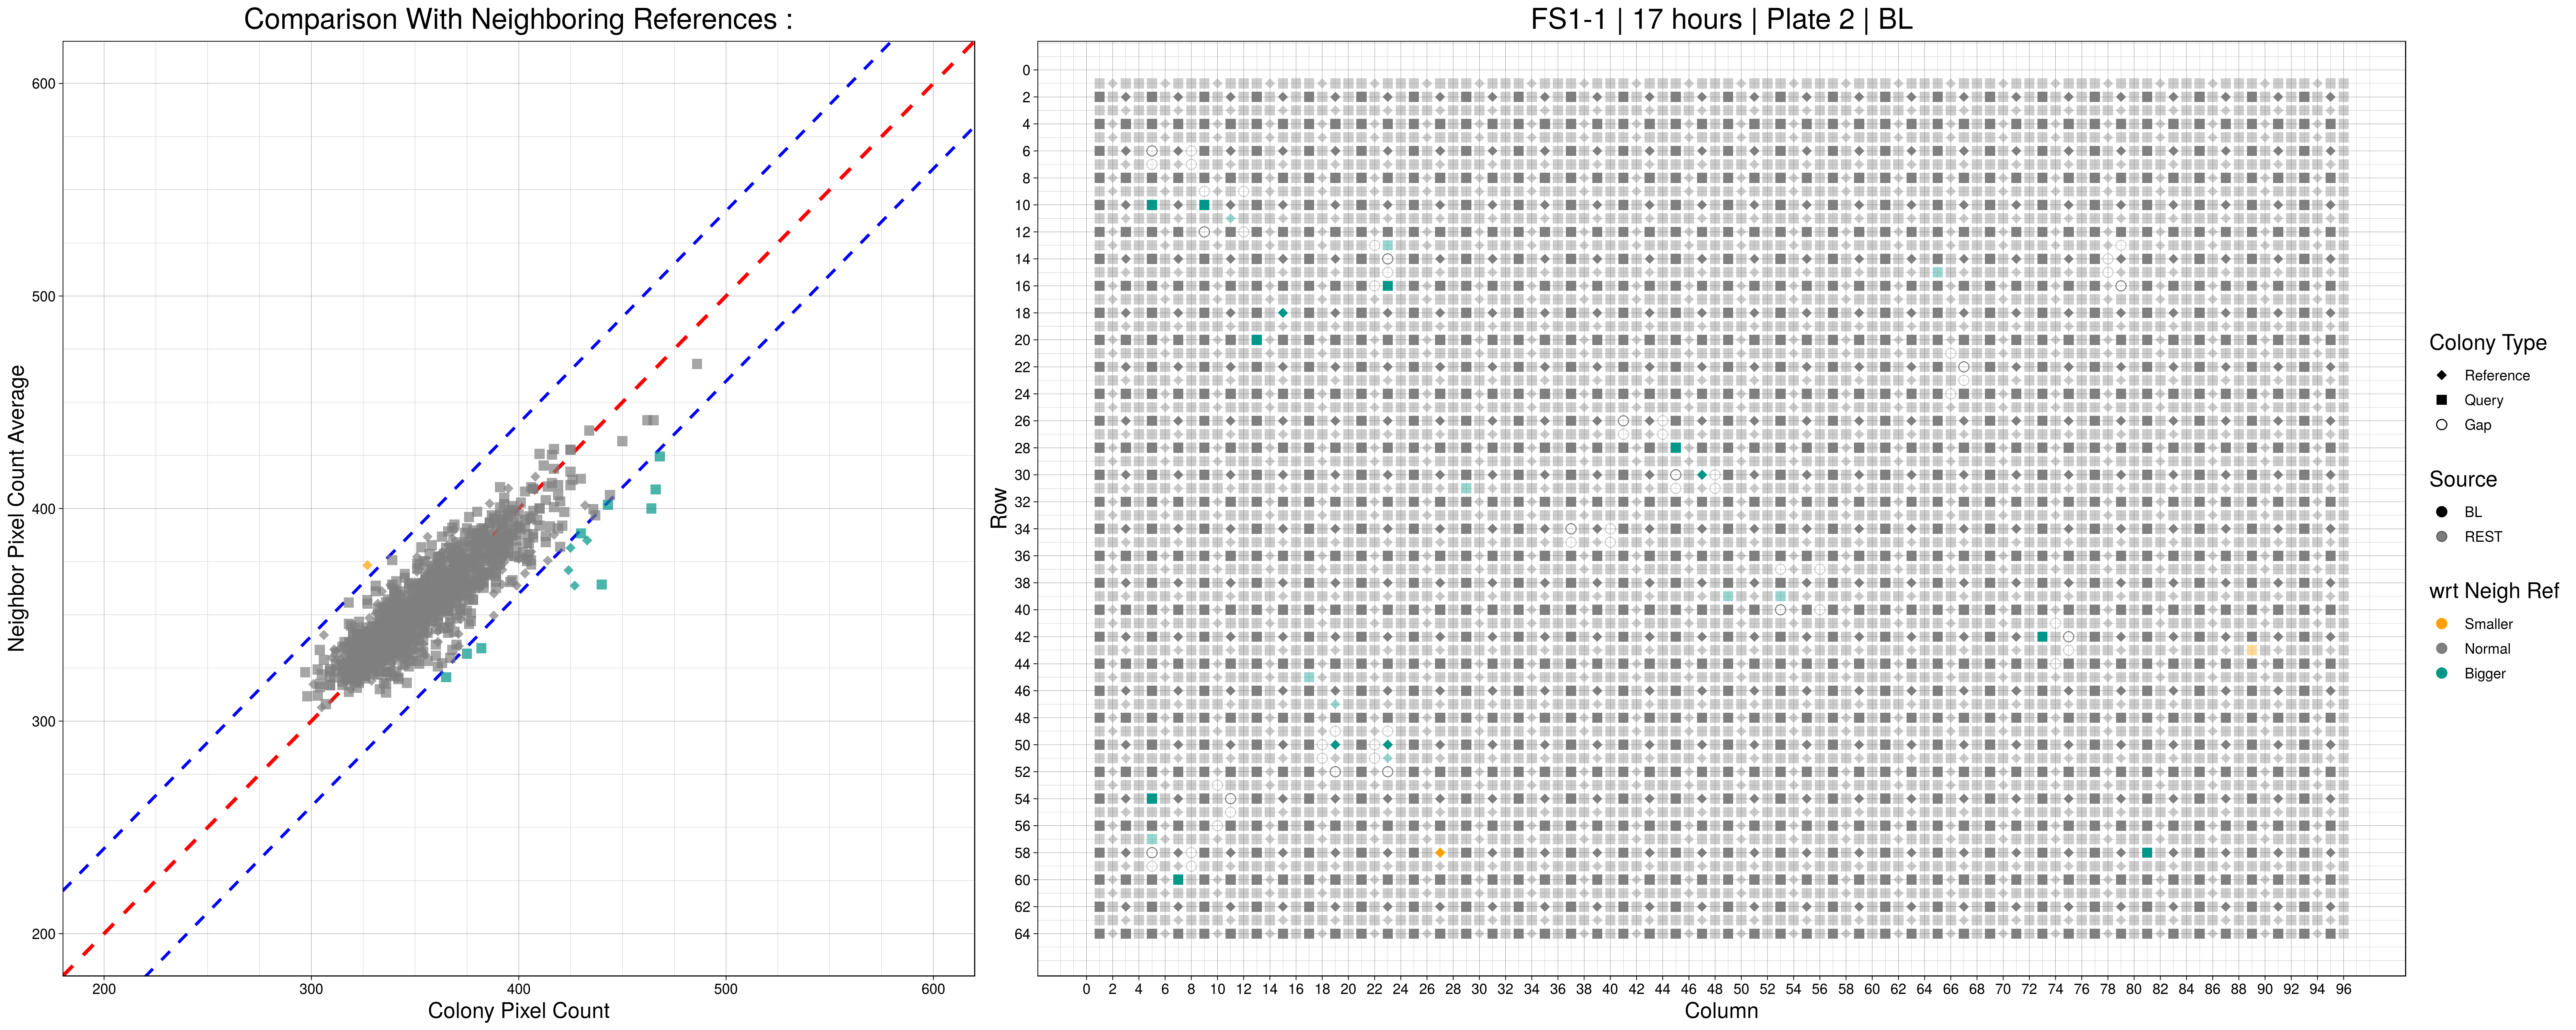 Comparison With Neighboring References :
Neighbor Pixel Count Average
600
500
400
300
200
200 300 400 500 600
Colony Pixel Count
FS1-1 | 17 hours | Plate 2 | BL
Row
0
2
4
6
8
10
12
14
16
18
20
22
24
26
28
30
32
34
36
38
40
42
44
46
48
50
52
54
56
58
60
62
64
0 2 4 6 8 10 12 14 16 18 20 22 24 26 28 30 32 34 36 38 40 42 44 46 48 50 52 54 56 58 60 62 64 66 68 70 72 74 76 78 80 82 84 86 88 90 92 94 96
Column
Colony Type
Reference
Query
Gap
Source
BL
REST
wrt Neigh Ref
Smaller
Normal
Bigger